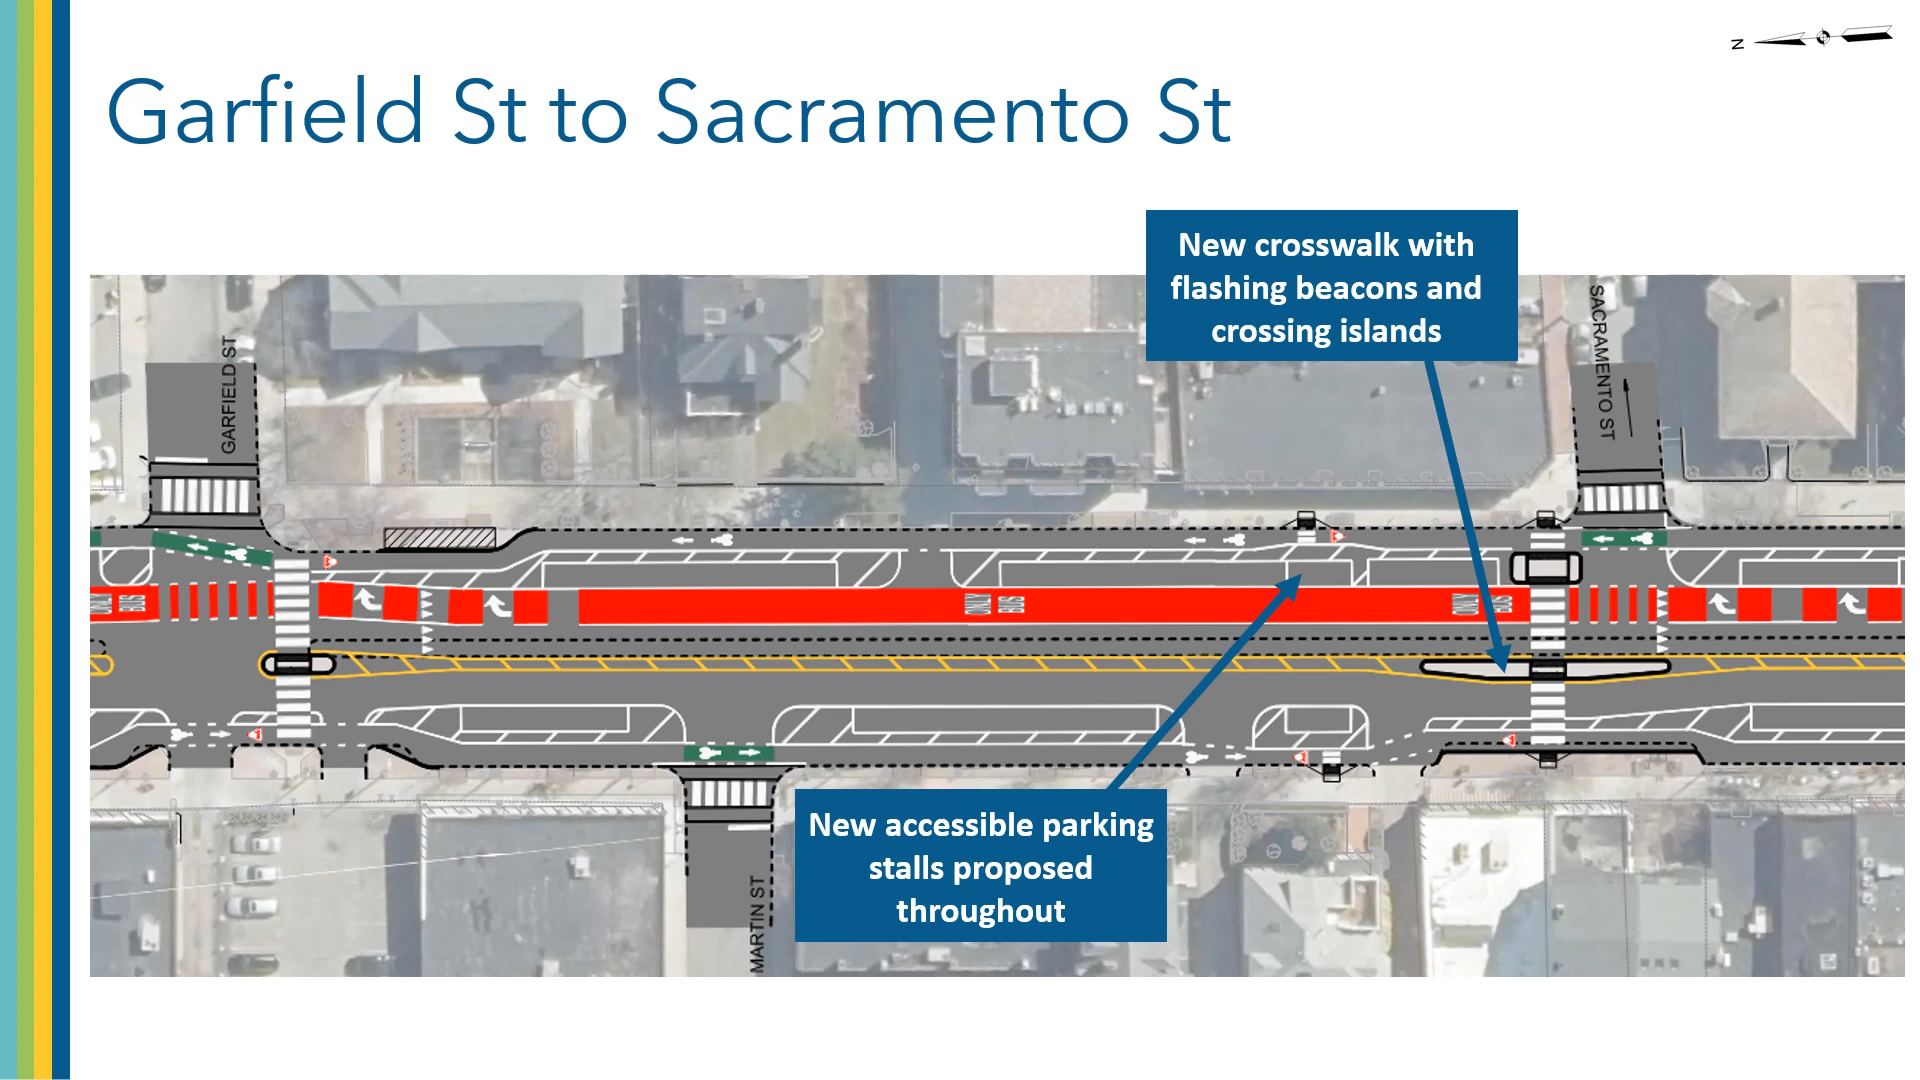 N
Garfield St to Sacramento St
New crosswalk with
flashing beacons and
crossing islands
GARFIELD ST
SACRAMENTO ST
ONLY
BUS
ONLY
BUS
ONLY
BUS
New accessible parking
stalls proposed
throughout
MARTIN ST